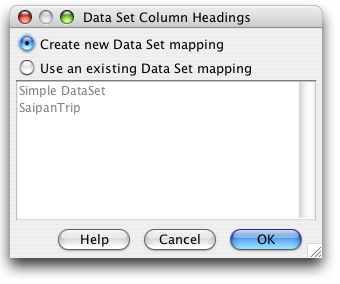 Data Set Column Headings
Create new Data Set mapping
Use an existing Data Set mapping
Simple DataSet
SaipanTrip
Help Cancel OK